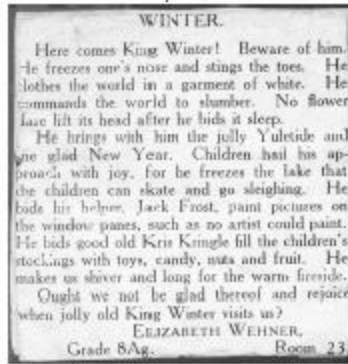 WINTER.
Here comes King Winter! Beware of him.
He freezes one's nose and stings the toes. He
clothes the world in a garment of white. He
commands the world to slumber. No flower
dare lift its head after he bids it sleep.
He brings with him the jolly Yuletide and
the glad New Year. Children hail his ap-
proach with joy, for he freezes the lake that
the children can skate and go sleighing. He
bids his helper, Jack Frost, paint pictures on
the window panes, such as no artist could paint.
He bids good old Kris Kringle fill the children's
stockings with toys, candy, nuts and fruit. He
makes us shiver and long for the warm fireside.
Ought we not be glad thereof and rejoice
when jolly old King Winter visits us?
ELIZABETH WEHNER,
Grade 8Ag. Room 23.